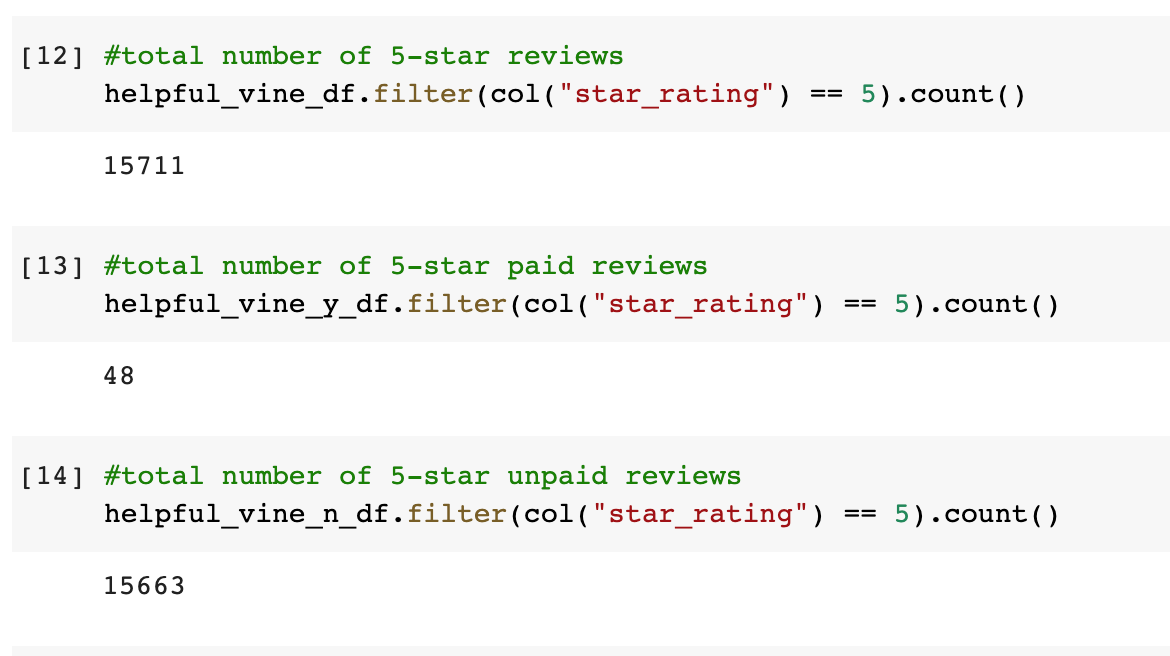 [12] #total number of 5-star reviews
helpful_vine_df.filter(col("star_rating") == 5).count()
15711
[13] #total number of 5-star paid reviews
helpful_vine_y_df.filter(col("star_rating") == 5).count()
48
[14] #total number of 5-star unpaid reviews
helpful_vine_n_df.filter(col("star_rating") == 5).count()
15663